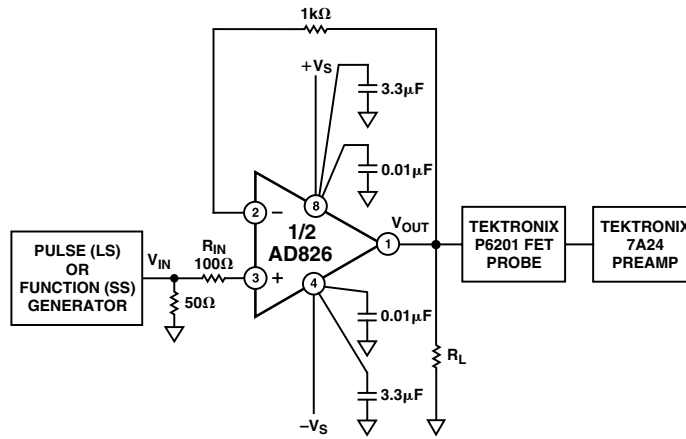 1kΩ
+VS
3.3μF
0.01μF
8
2
–
1/2
AD826
1
VOUT
TEKTRONIX
P6201 FET
PROBE
TEKTRONIX
7A24
PREAMP
PULSE (LS)
OR
FUNCTION (SS)
GENERATOR
VIN
RIN
100Ω
3
+
4
50Ω
0.01μF
3.3μF
RL
–VS